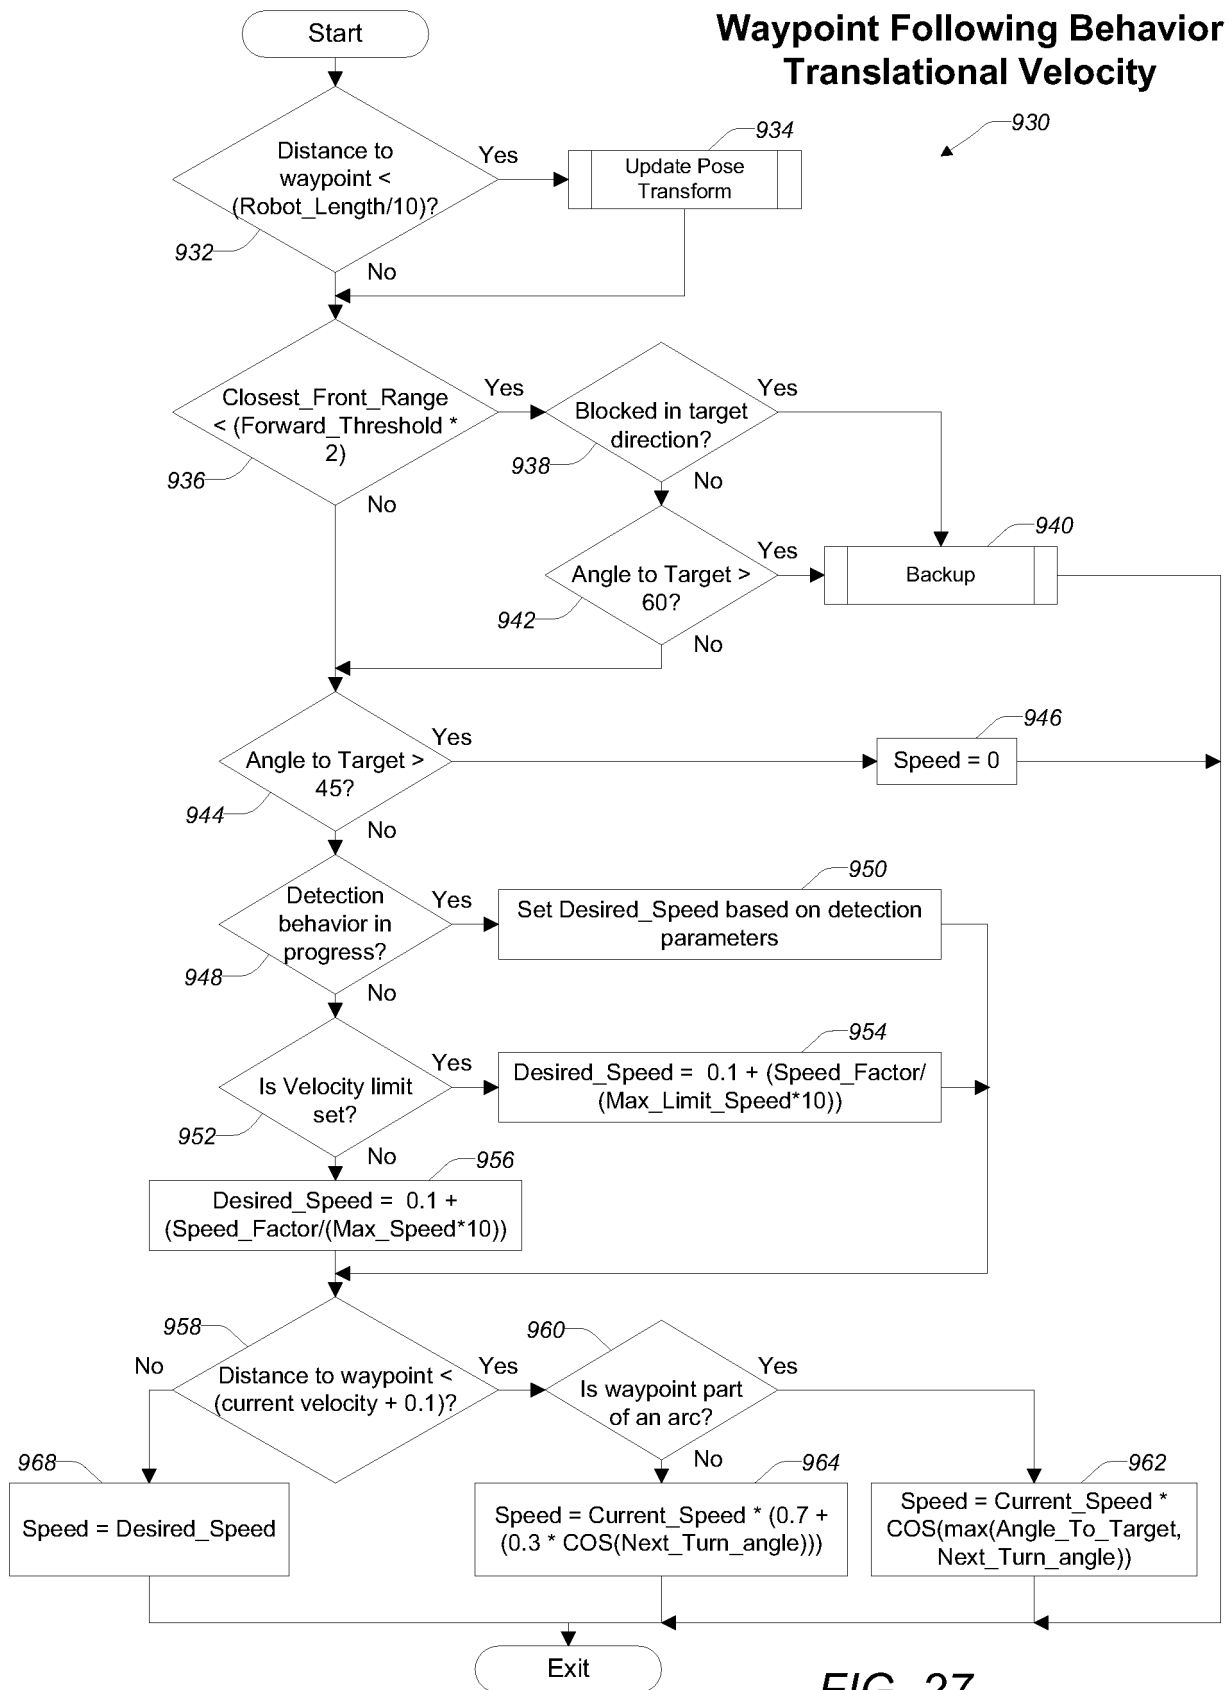 Waypoint Following Behavior
Translational Velocity
Start
930
934
Distance to
waypoint <
(Robot_Length/10)?
Yes
Update Pose
Transform
932
No
Closest_Front_Range
< (Forward_Threshold *
2)
Yes
Blocked in target
direction?
Yes
936
938
No
No
940
Angle to Target >
60?
Yes
Backup
942
No
946
Angle to Target >
45?
Yes
Speed = 0
944
No
950
Detection
behavior in
progress?
Yes
Set Desired_Speed based on detection
parameters
948
No
954
Is Velocity limit
set?
Yes
Desired_Speed =  0.1 + (Speed_Factor/
(Max_Limit_Speed*10))
952
No
956
Desired_Speed =  0.1 +
(Speed_Factor/(Max_Speed*10))
958
960
No
Distance to waypoint <
(current velocity + 0.1)?
Yes
Is waypoint part
of an arc?
Yes
No
968
964
962
Speed = Desired_Speed
Speed = Current_Speed * (0.7 +
(0.3 * COS(Next_Turn_angle)))
Speed = Current_Speed *
COS(max(Angle_To_Target,
Next_Turn_angle))
Exit
FIG. 27